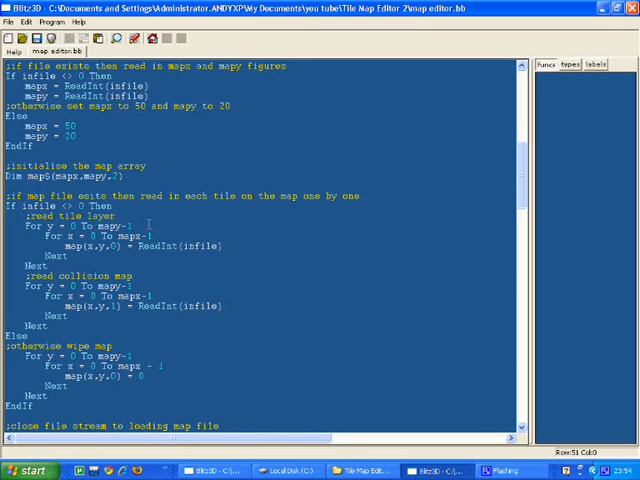 Blitz3D - C:\Documents and Settings\Administrator.ANDYXP\My Documents\you tube\Tile Map Editor 2\map editor.bb
File Edit Program Help
Help map editor.bb
funcs types labels
;if file exists then read in mapx and mapy figures
If infile <> 0 Then
mapx = ReadInt(infile)
mapy = ReadInt(infile)
;otherwise set mapx to 50 and mapy to 20
Else
mapx = 50
mapy = 20
EndIf
;initialise the map array
Dim map$(mapx,mapy,2)
;if map file esits then read in each tile on the map one by one
If infile <> 0 Then
;read tile layer
For y = 0 To mapy-1
For x = 0 To mapx-1
map(x,y,0) = ReadInt(infile)
Next
Next
;read collision map
For y = 0 To mapy-1
For x = 0 To mapx-1
map(x,y,1) = ReadInt(infile)
Next
Next
Else
;otherwise wipe map
For y = 0 To mapy-1
For x = 0 To mapx - 1
map(x,y,0) = 0
Next
Next
EndIf
;close file stream to loading map file
Row:51 Col:0
start Blitz3D - C:\... Local Disk (C:) Tile Map Edit... Blitz3D - C:\... Flashing 23:54